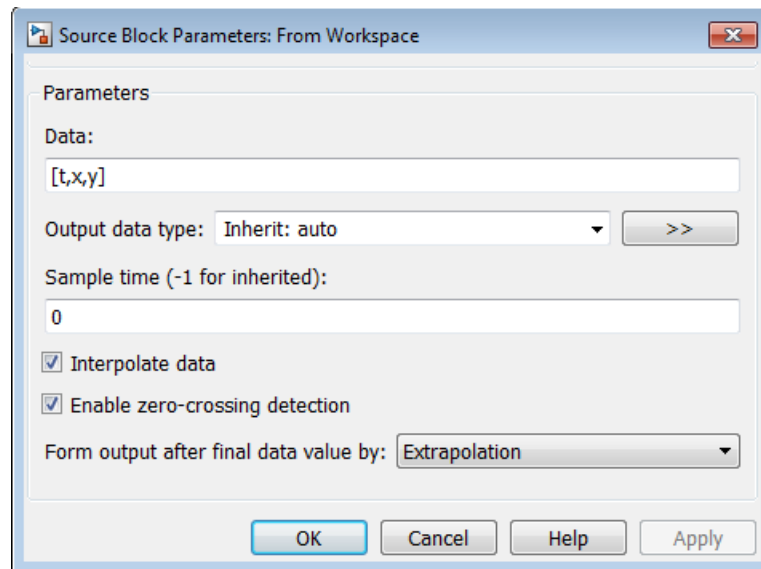 Source Block Parameters: From Workspace
Parameters
Data:
[t,x,y]
Output data type: Inherit: auto >>
Sample time (-1 for inherited):
0
Interpolate data
Enable zero-crossing detection
Form output after final data value by: Extrapolation
OK Cancel Help Apply